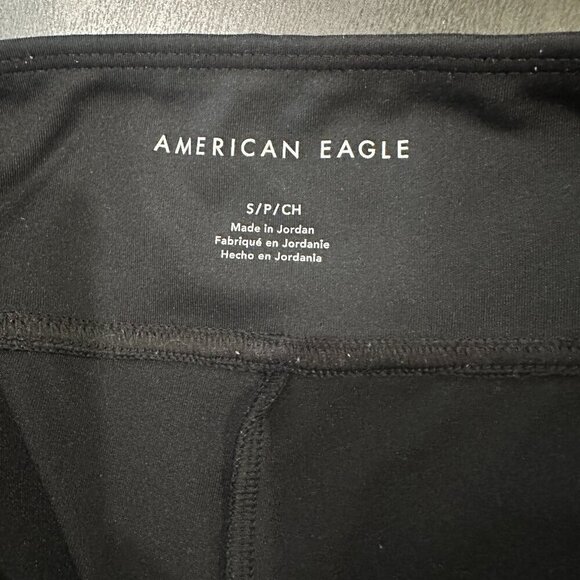 AMERICAN EAGLE
S/P/CH
Made in Jordan
Fabriqué en Jordanie
Hecho en Jordania